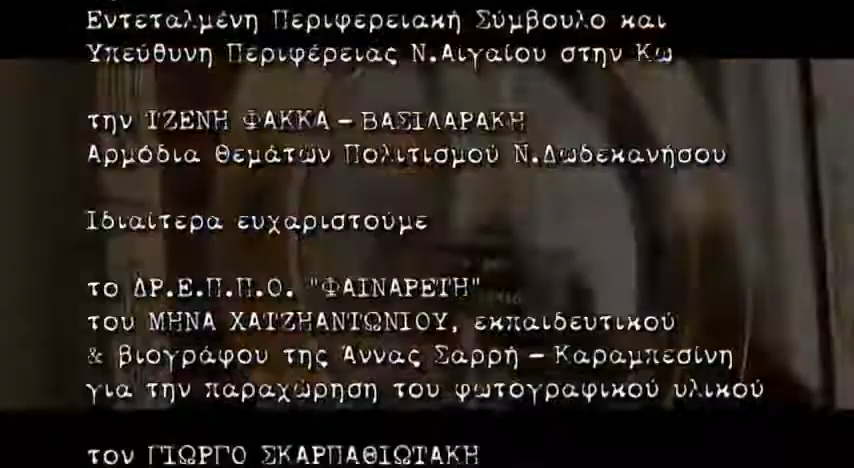 Εντεταλμένη Περιφερειακή Σύμβουλο και
Υπεύθυνη Περιφέρειας Ν.Αιγαίου στην Κω
την ΤΖΕΝΗ ΦΑΚΚΑ – ΒΑΣΙΛΑΡΑΚΗ
Αρμόδια Θεμάτων Πολιτισμού Ν.Δωδεκανήσου
Ιδιαίτερα ευχαριστούμε
το ΔΡ.Ε.Π.Π.Ο. "ΦΑΙΝΑΡΕΤΗ"
του ΜΗΝΑ ΧΑΤΖΗΑΝΤΩΝΙΟΥ, εκπαιδευτικού
& βιογράφου της Άννας Σαρρή – Καραμπεσίνη
για την παραχώρηση του φωτογραφικού υλικού
τον ΓΙΩΡΓΟ ΣΚΑΡΠΑΘΙΩΤΑΚΗ